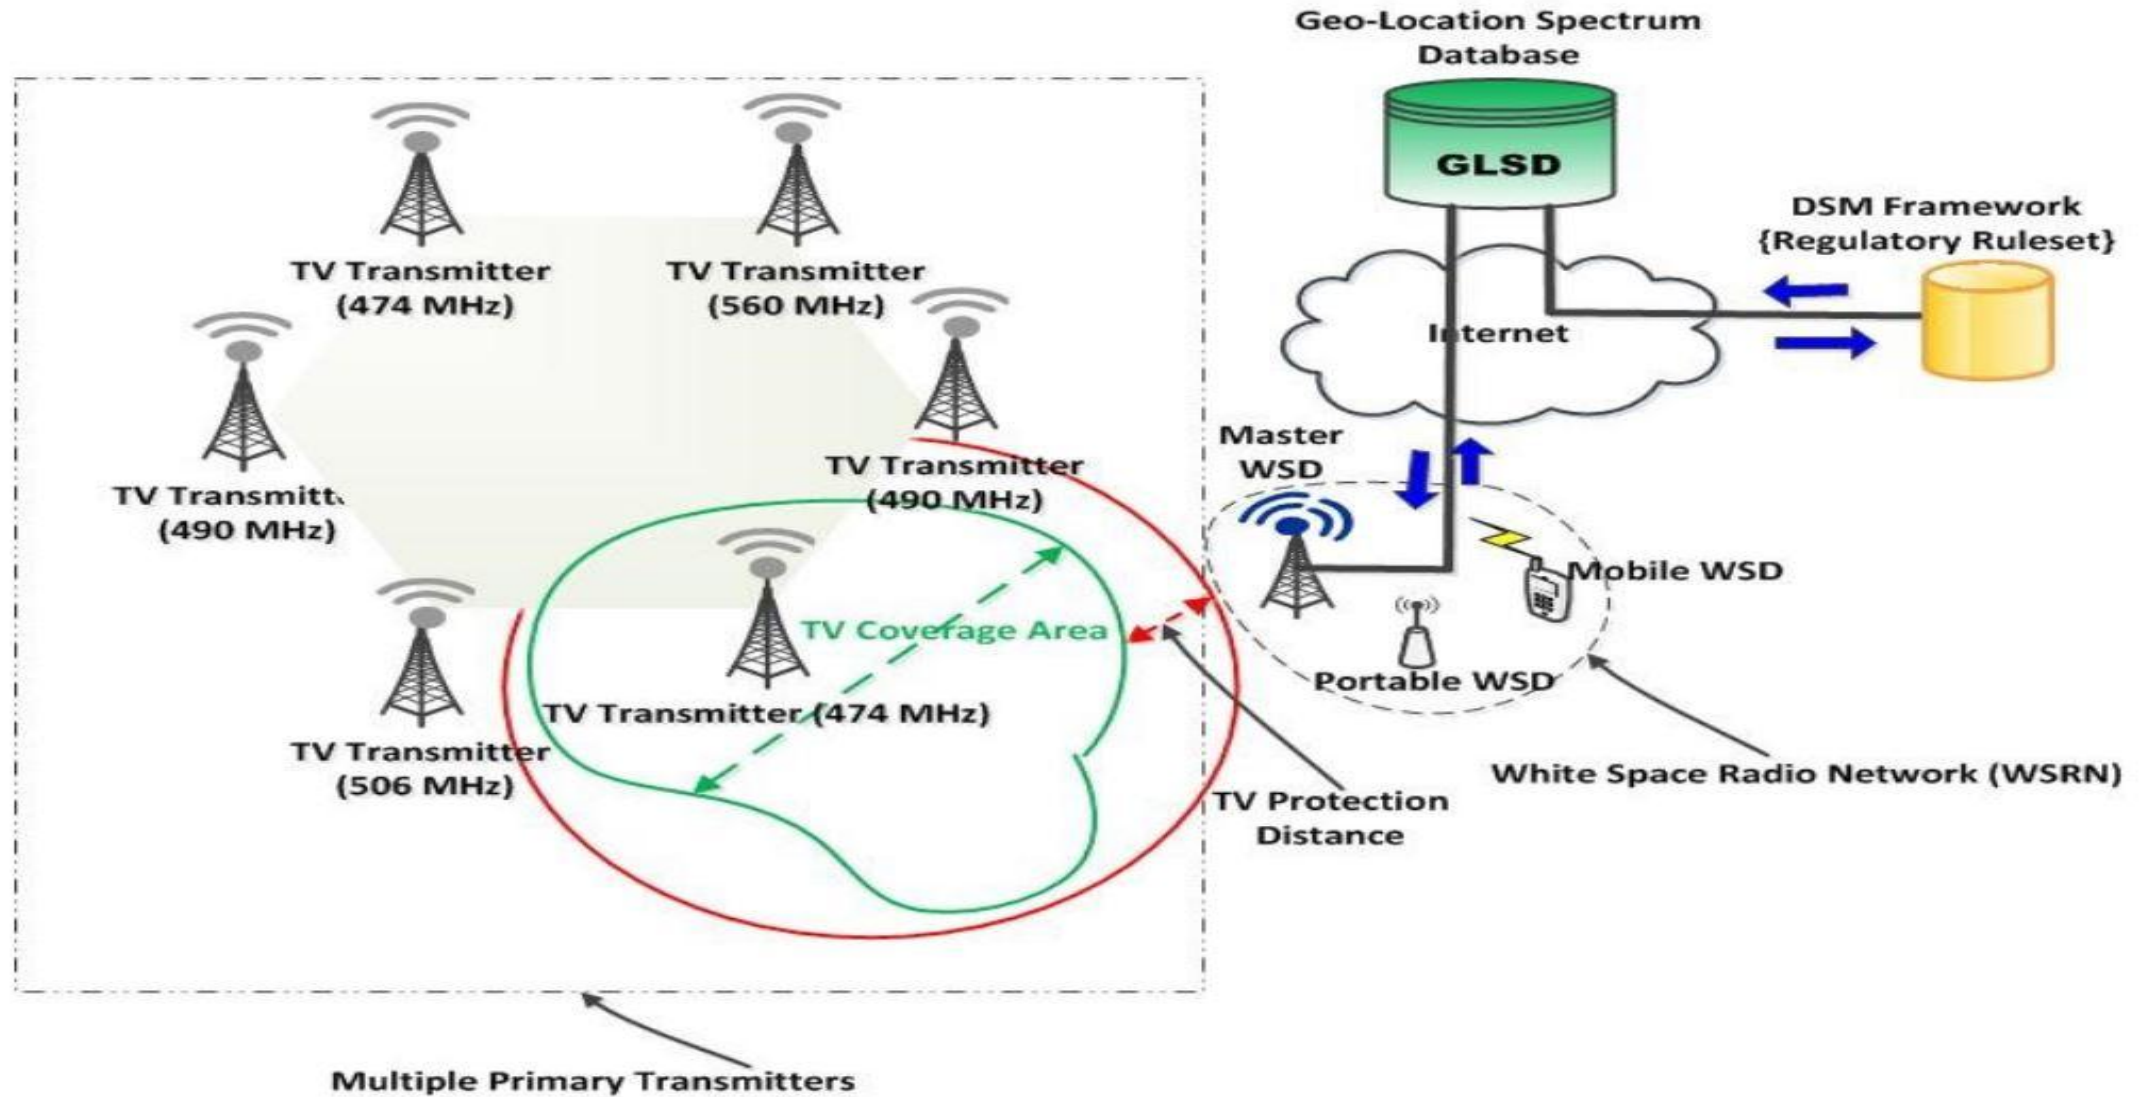 Geo-Location Spectrum
Database
GLSD
DSM Framework
{Regulatory Ruleset}
Internet
TV Transmitter
(474 MHz)
TV Transmitter
(560 MHz)
TV Transmitt
(490 MHz)
TV Transmitter
(490 MHz)
Master
WSD
Mobile WSD
Portable WSD
TV Coverage Area
TV Transmitter (474 MHz)
TV Transmitter
(506 MHz)
White Space Radio Network (WSRN)
TV Protection
Distance
Multiple Primary Transmitters